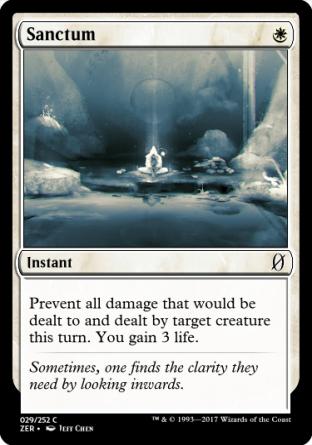 Sanctum
Instant
Prevent all damage that would be
dealt to and dealt by target creature
this turn. You gain 3 life.
Sometimes, one finds the clarity they
need by looking inwards.
029/252 C
ZER • Jeff Chen
™ & © 1993—2017 Wizards of the Coast